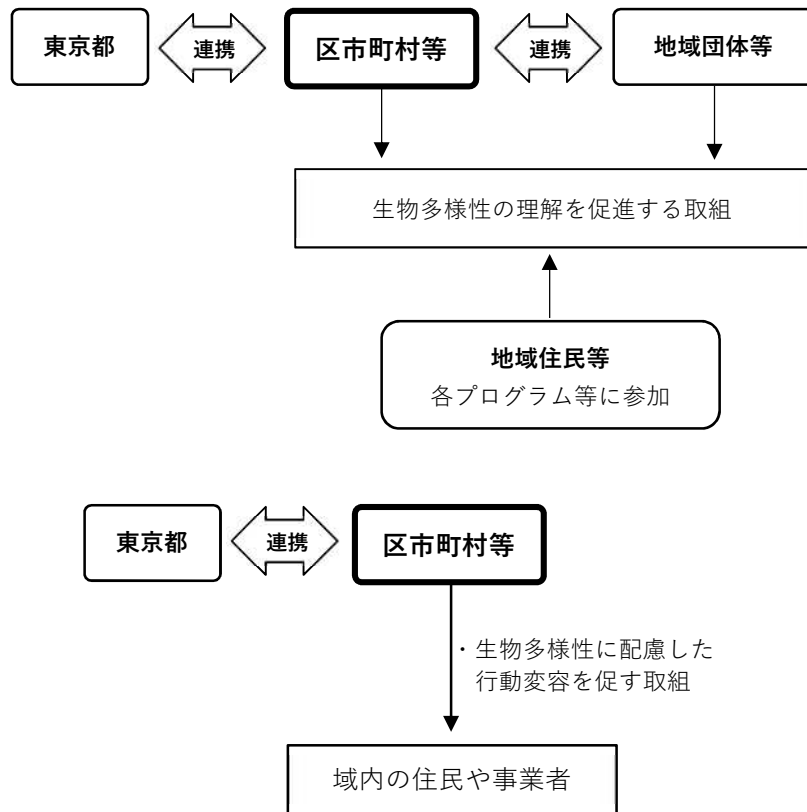 東京都
連携
区市町村等
連携
地域団体等
生物多様性の理解を促進する取組
地域住民等
各プログラム等に参加
東京都
連携
区市町村等
・生物多様性に配慮した
行動変容を促す取組
域内の住民や事業者